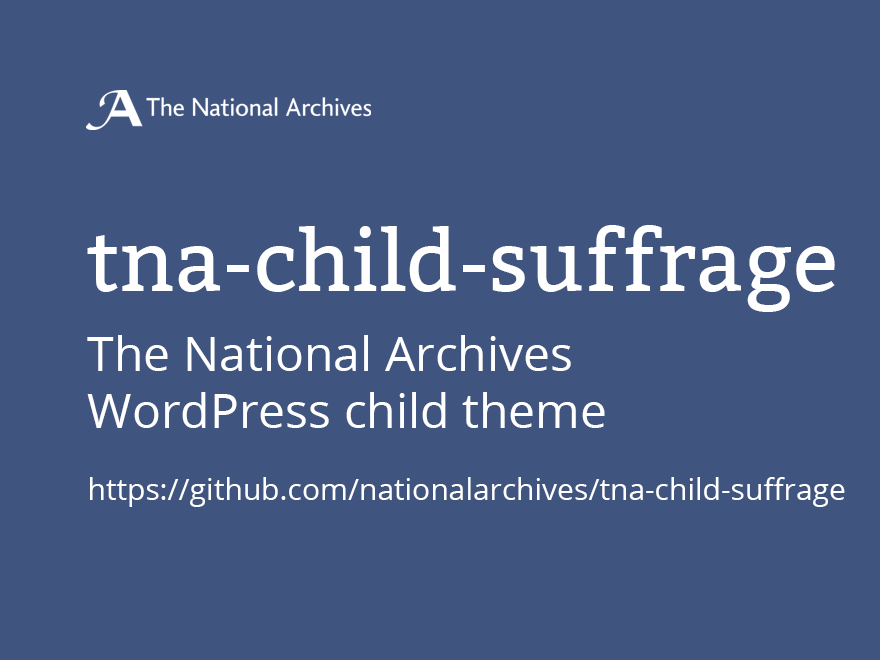 The National Archives
tna-child-suffrage
The National Archives
WordPress child theme
https://github.com/nationalarchives/tna-child-suffrage